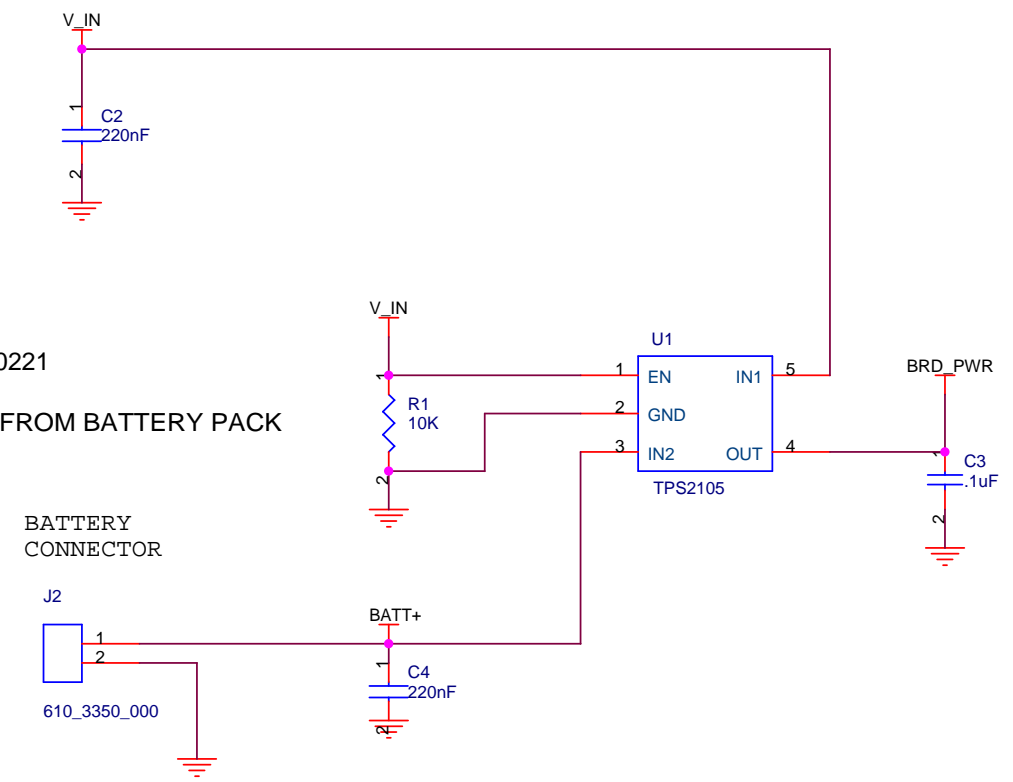 V_IN
1
C2
220nF
2
V_IN
U1
0221
1
1
EN
IN1
5
BRD_PWR
R1
10K
2
GND
FROM BATTERY PACK
3
IN2
OUT
4
1
C3
.1uF
2
TPS2105
2
BATTERY
CONNECTOR
J2
BATT+
1
2
1
C4
220nF
2
610_3350_000